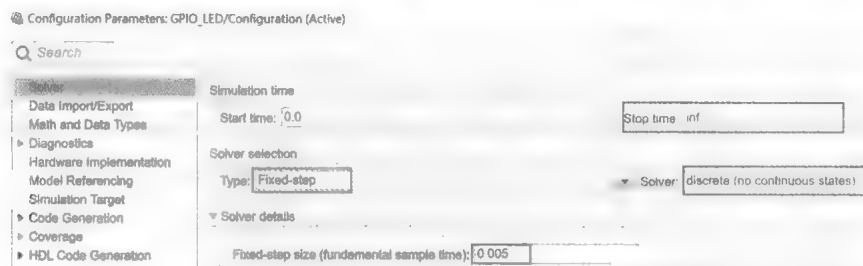 Configuration Parameters: GPIO_LED/Configuration (Active)
Search
Solver
Data Import/Export
Math and Data Types
Diagnostics
Hardware Implementation
Model Referencing
Simulation Target
Code Generation
Coverage
HDL Code Generation
Simulation time
Start time: 0.0
Stop time inf
Solver selection
Type: Fixed-step
Solver: discrete (no continuous states)
Solver details
Fixed-step size (fundamental sample time): 0.005